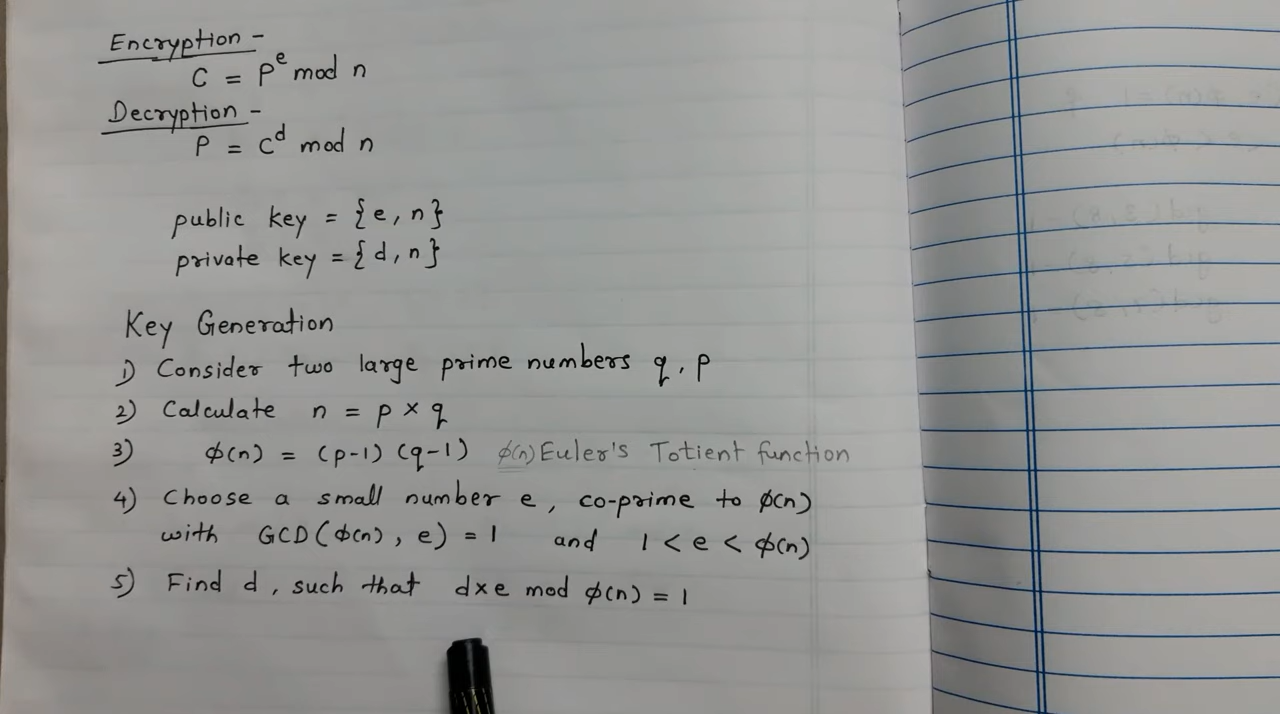 Encryption -
C = P^e mod n
Decryption -
P = C^d mod n
public key = {e, n}
private key = {d, n}
Key Generation
1) Consider two large prime numbers q, p
2) Calculate n = p × q
3) ϕ(n) = (p-1) (q-1) ϕ(n) Euler's Totient function
4) Choose a small number e, co-prime to ϕ(n)
with GCD(ϕ(n), e) = 1 and 1 < e < ϕ(n)
5) Find d, such that d×e mod ϕ(n) = 1